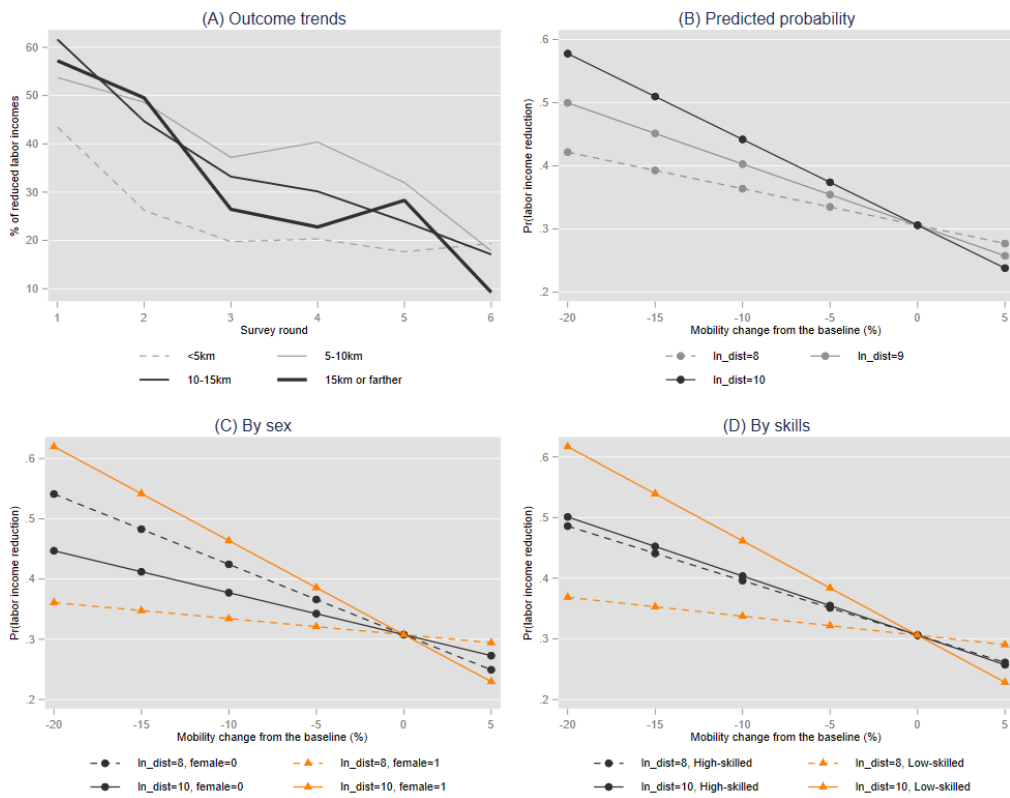 (A) Outcome trends
% of reduced labor incomes
60
50
40
30
20
10
1 2 3 4 5 6
Survey round
<5km 5-10km
10-15km 15km or farther
(B) Predicted probability
Pr(labor income reduction)
.6
.5
.4
.3
.2
-20 -15 -10 -5 0 5
Mobility change from the baseline (%)
ln_dist=8 ln_dist=9
ln_dist=10
(C) By sex
Pr(labor income reduction)
.6
.5
.4
.3
.2
-20 -15 -10 -5 0 5
Mobility change from the baseline (%)
ln_dist=8, female=0 ln_dist=8, female=1
ln_dist=10, female=0 ln_dist=10, female=1
(D) By skills
Pr(labor income reduction)
.6
.5
.4
.3
.2
-20 -15 -10 -5 0 5
Mobility change from the baseline (%)
ln_dist=8, High-skilled ln_dist=8, Low-skilled
ln_dist=10, High-skilled ln_dist=10, Low-skilled